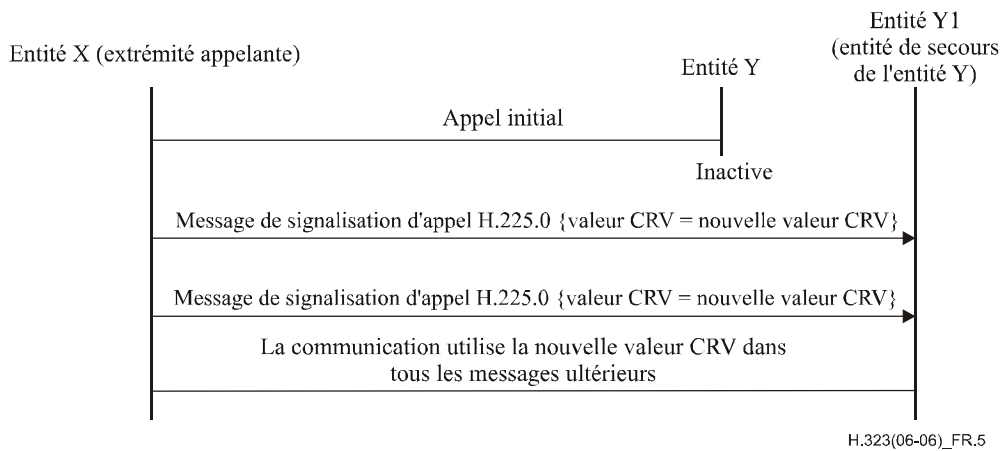 Entité X (extrémité appelante)
Entité Y
Entité Y1
(entité de secours
de l'entité Y)
Appel initial
Inactive
Message de signalisation d'appel H.225.0 {valeur CRV = nouvelle valeur CRV}
Message de signalisation d'appel H.225.0 {valeur CRV = nouvelle valeur CRV}
La communication utilise la nouvelle valeur CRV dans
tous les messages ultérieurs
H.323(06-06)_FR.5